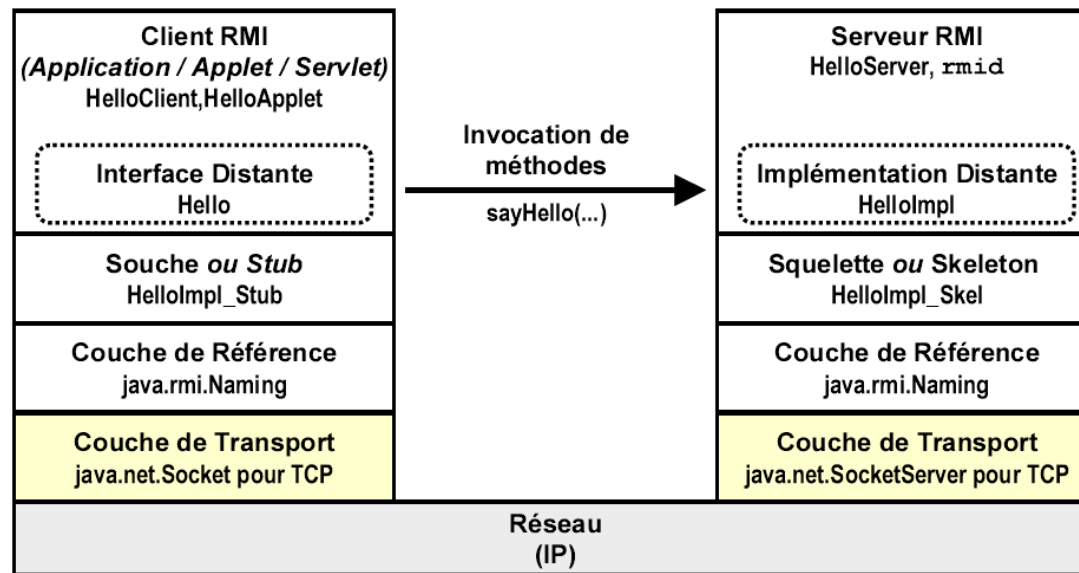 Client RMI
(Application / Applet / Servlet)
HelloClient,HelloApplet
Interface Distante
Hello
Souche ou Stub
HelloImpl_Stub
Couche de Référence
java.rmi.Naming
Couche de Transport
java.net.Socket pour TCP
Invocation de
méthodes
sayHello(...)
Serveur RMI
HelloServer, rmid
Implémentation Distante
HelloImpl
Squelette ou Skeleton
HelloImpl_Skel
Couche de Référence
java.rmi.Naming
Couche de Transport
java.net.SocketServer pour TCP
Réseau
(IP)